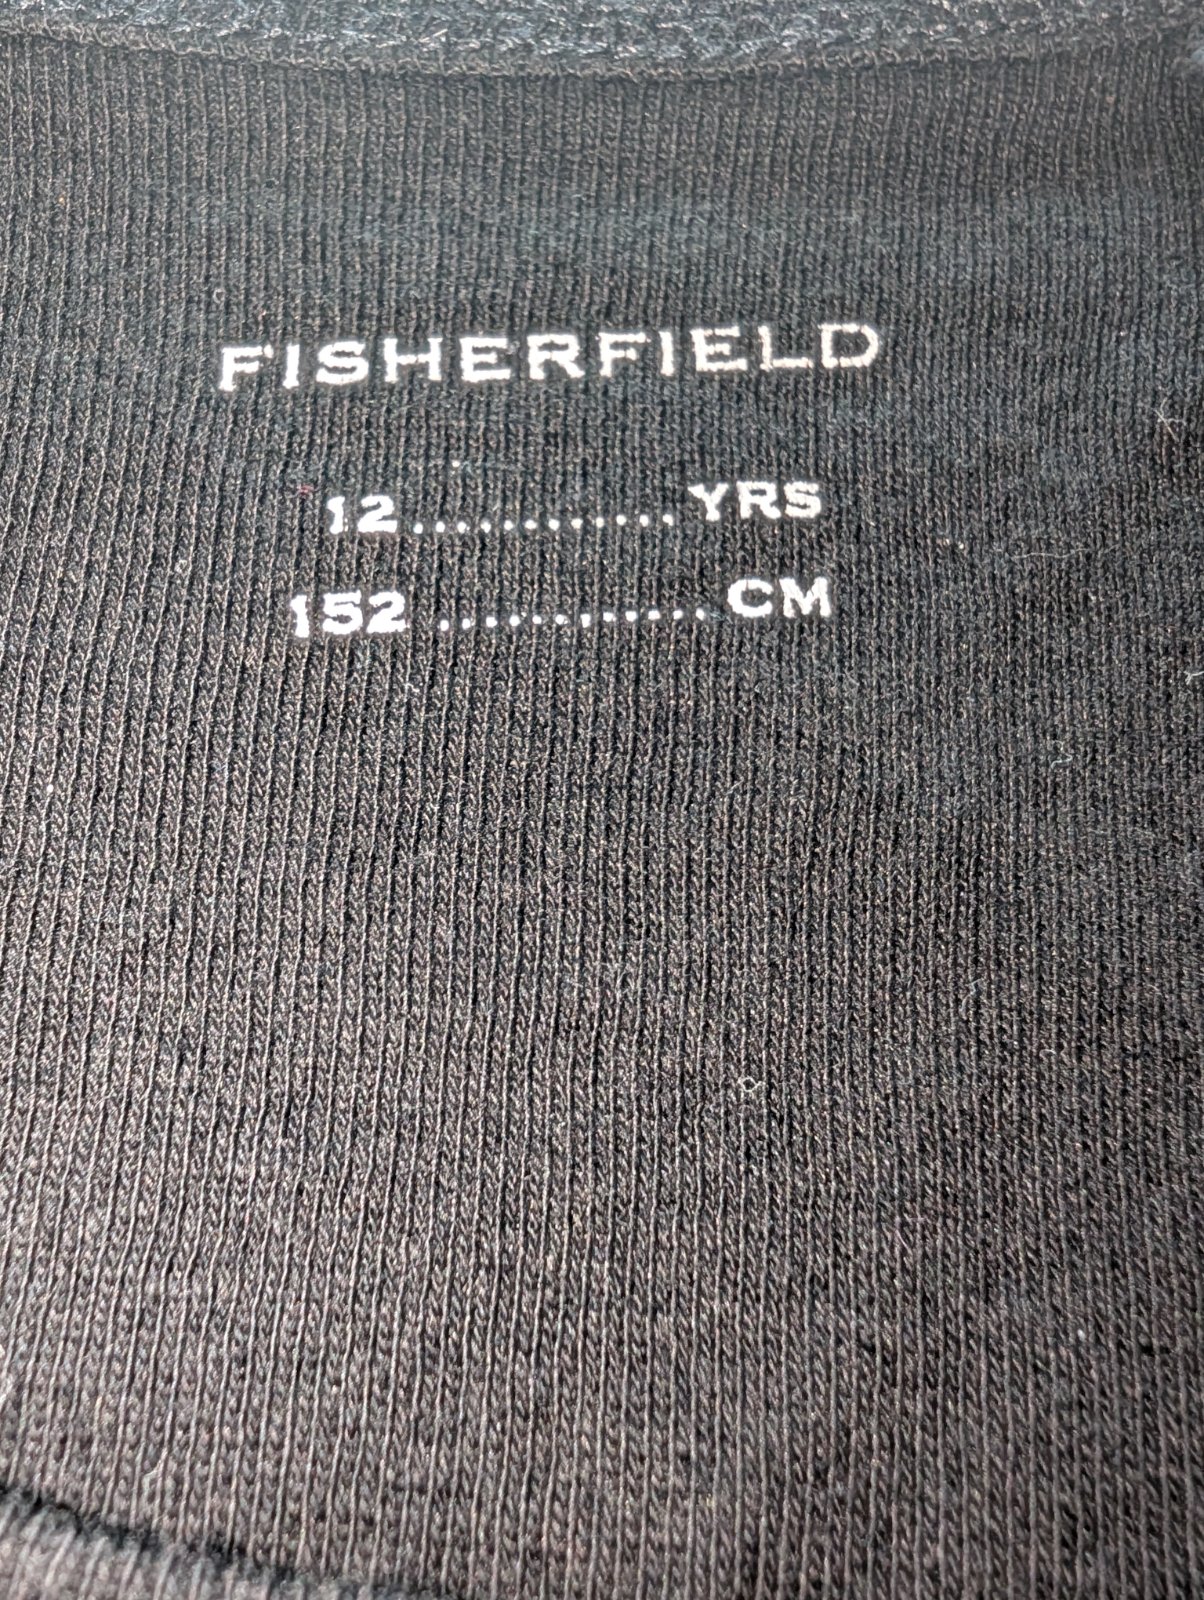 FISHERFIELD
12.............YRS
152 .............CM